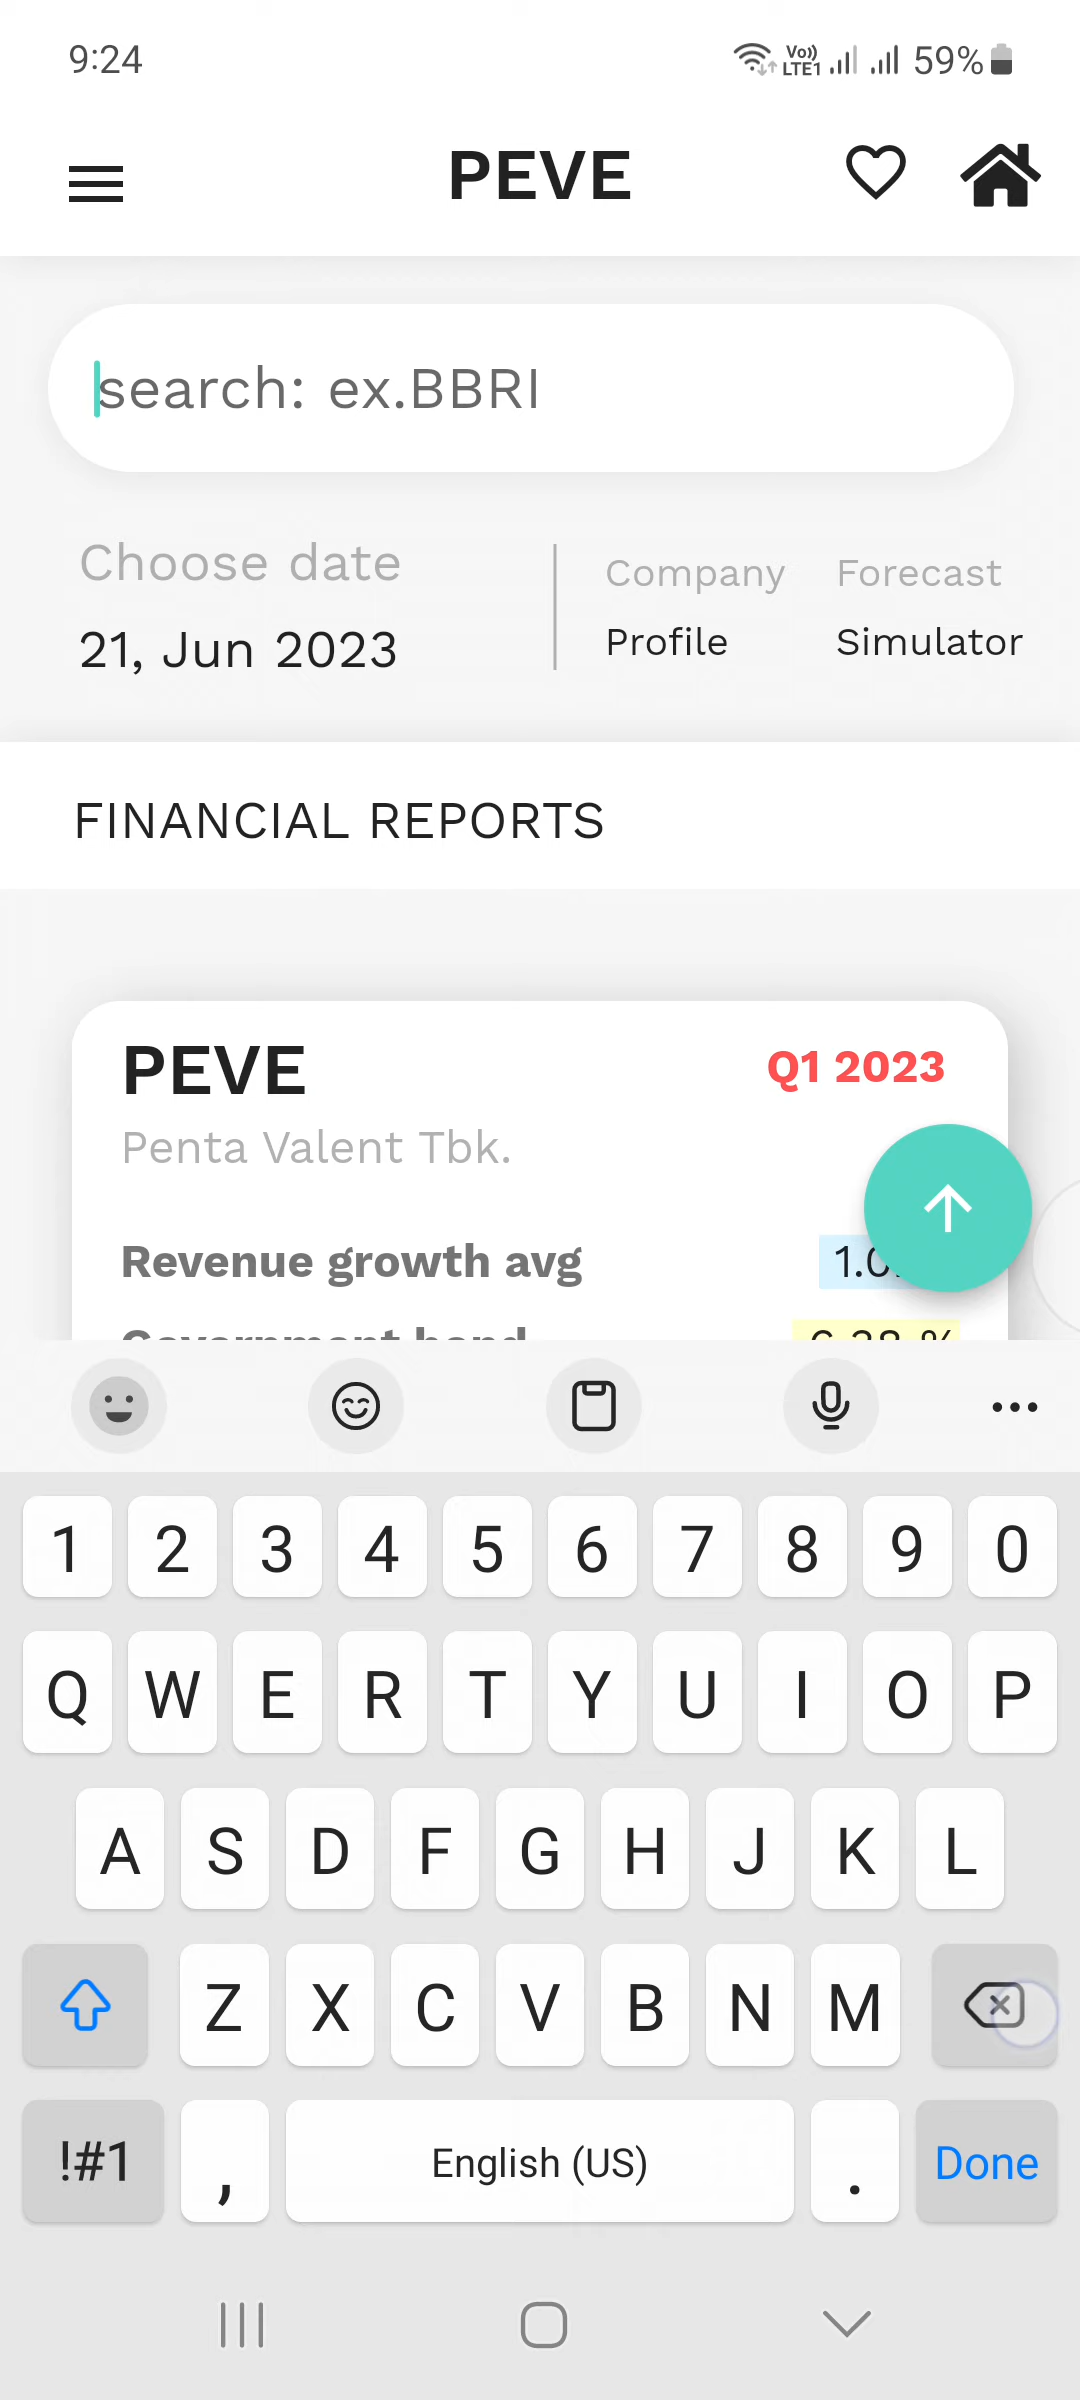 9:24
Vo)) LTE1 59%
PEVE
search: ex.BBRI
Choose date
21, Jun 2023
Company
Profile
Forecast
Simulator
FINANCIAL REPORTS
PEVE
Q1 2023
Penta Valent Tbk.
Revenue growth avg
1 2 3 4 5 6 7 8 9 0
Q W E R T Y U I O P
A S D F G H J K L
Z X C V B N M
!#1 , English (US) . Done